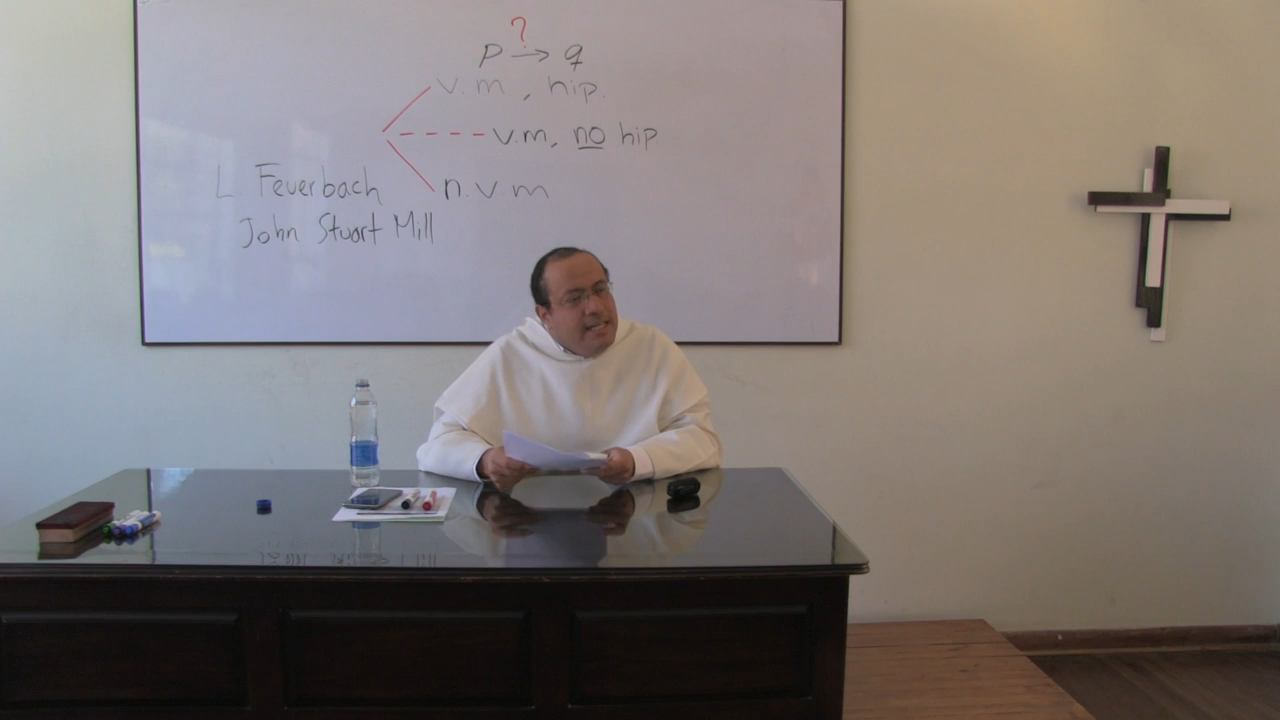 ?
p → q
v.m, hip.
v.m, no hip
L Feuerbach n.v.m
John Stuart Mill